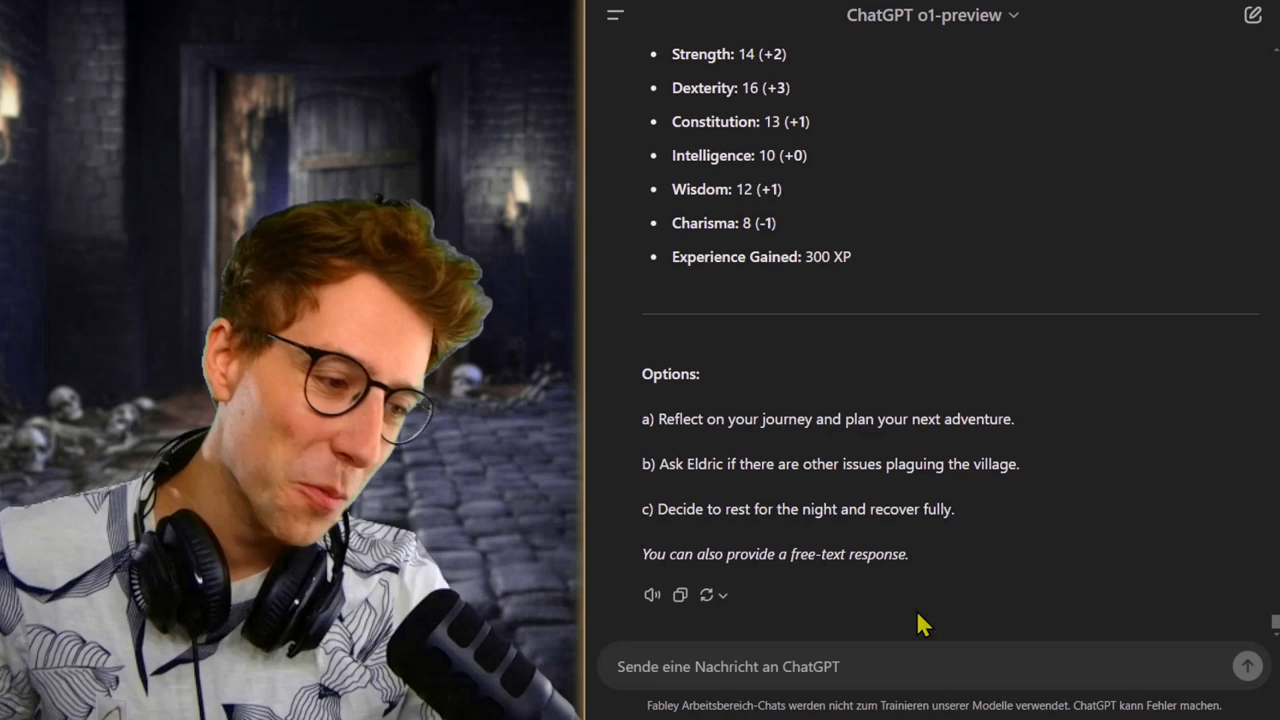 ChatGPT o1-preview
Strength: 14 (+2)
Dexterity: 16 (+3)
Constitution: 13 (+1)
Intelligence: 10 (+0)
Wisdom: 12 (+1)
Charisma: 8 (-1)
Experience Gained: 300 XP
Options:
a) Reflect on your journey and plan your next adventure.
b) Ask Eldric if there are other issues plaguing the village.
c) Decide to rest for the night and recover fully.
You can also provide a free-text response.
Sende eine Nachricht an ChatGPT
Fabley Arbeitsbereich-Chats werden nicht zum Trainieren unserer Modelle verwendet. ChatGPT kann Fehler machen.